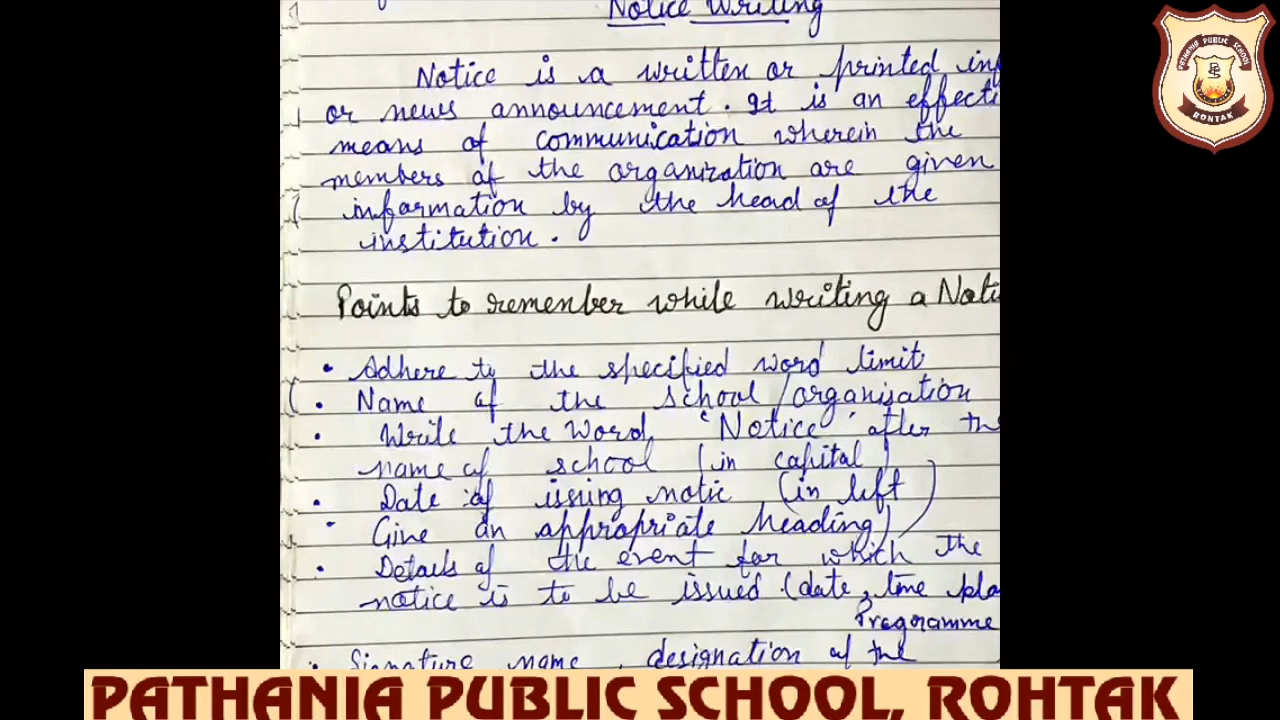 Notice Writing
Notice is a written or printed inf
or news announcement. It is an effecti
means of communication wherein the
members of the organization are given
information by the head of the
institution.
Points to remember while writing a Noti
• Adhere to the specified word limit
• Name of the school/organisation
• Write the word 'Notice' after the
name of school (in capital)
• Date of issuing notic (in left)
• Give an appropriate heading)
• Details of the event for which the
notice is to be issued (date, time pla
Programme
• Signature name, designation of the
PATHANIA PUBLIC SCHOOL
ROHTAK
PATHANIA PUBLIC SCHOOL, ROHTAK